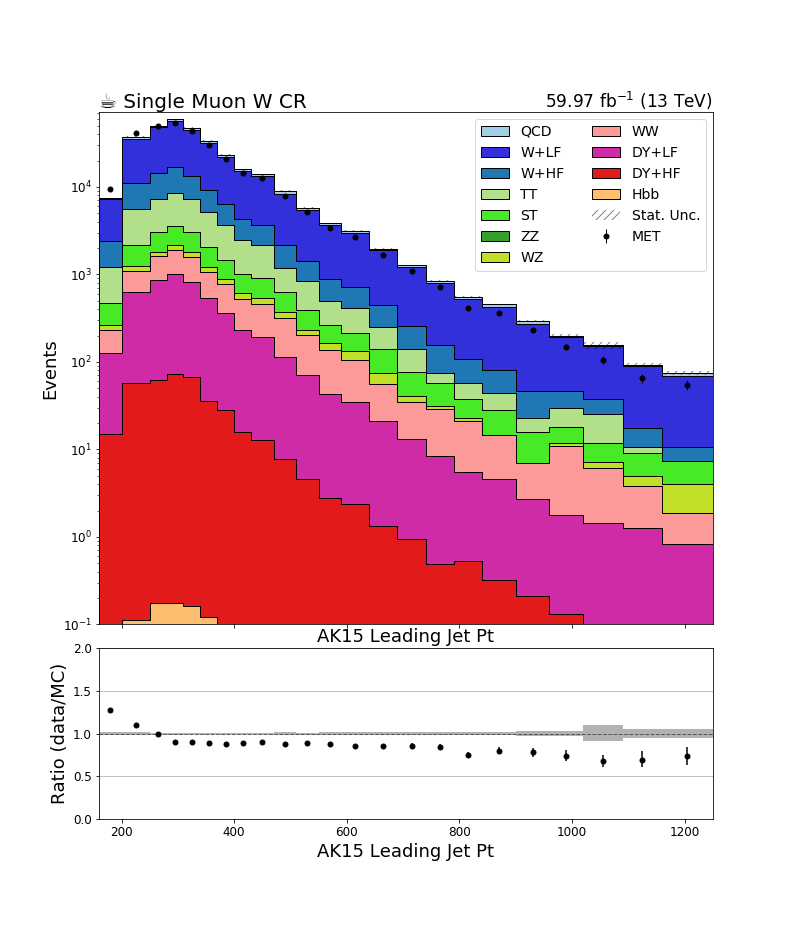 ☕ Single Muon W CR
59.97 fb⁻¹ (13 TeV)
QCD
W+LF
W+HF
TT
ST
ZZ
WZ
WW
DY+LF
DY+HF
Hbb
Stat. Unc.
MET
Events
10⁴
10³
10²
10¹
10⁰
10⁻¹
AK15 Leading Jet Pt
Ratio (data/MC)
2.0
1.5
1.0
0.5
0.0
200 400 600 800 1000 1200
AK15 Leading Jet Pt